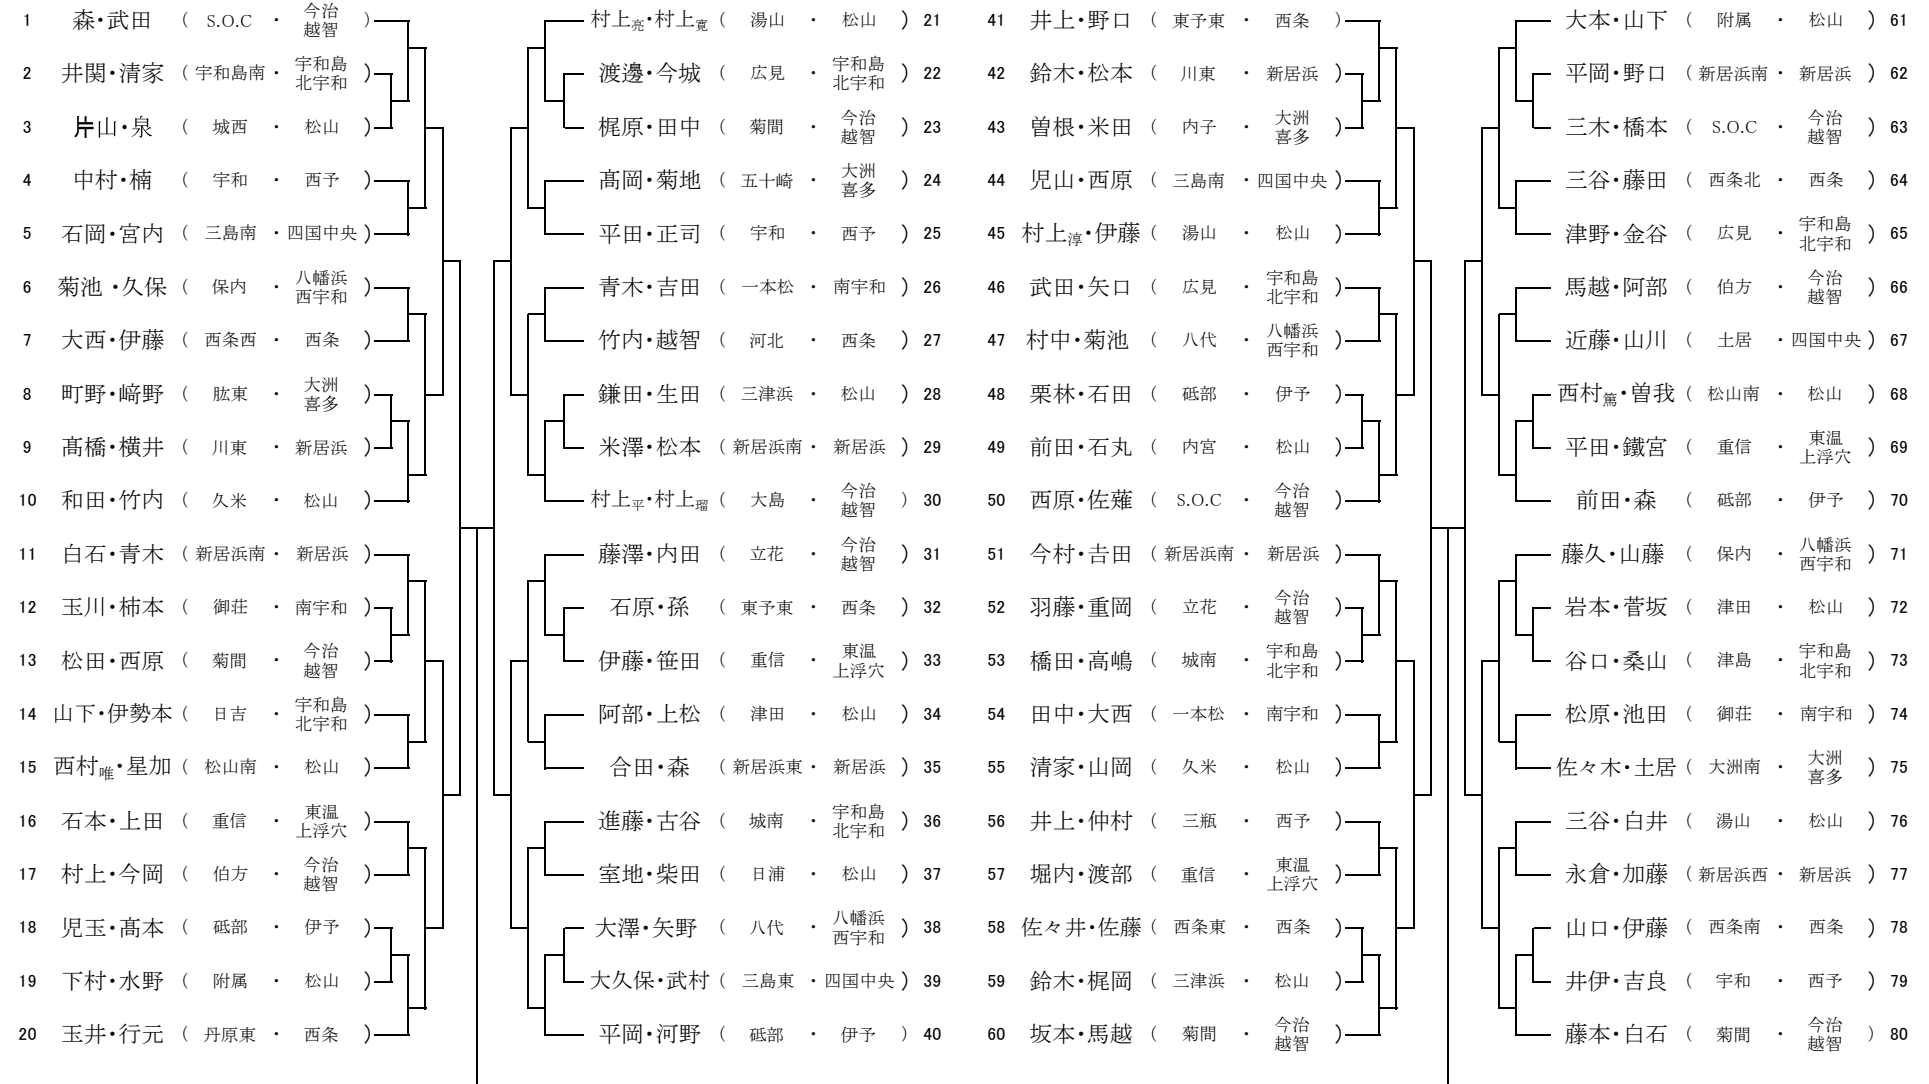 1 森・武田 ( S.O.C ・ 今治越智 )
2 井関・清家 ( 宇和島南 ・ 宇和島北宇和 )
3 片山・泉 ( 城西 ・ 松山 )
4 中村・楠 ( 宇和 ・ 西予 )
5 石岡・宮内 ( 三島南 ・ 四国中央 )
6 菊池・久保 ( 保内 ・ 八幡浜西宇和 )
7 大西・伊藤 ( 西条西 ・ 西条 )
8 町野・﨑野 ( 肱東 ・ 大洲喜多 )
9 髙橋・横井 ( 川東 ・ 新居浜 )
10 和田・竹内 ( 久米 ・ 松山 )
11 白石・青木 ( 新居浜南 ・ 新居浜 )
12 玉川・柿本 ( 御荘 ・ 南宇和 )
13 松田・西原 ( 菊間 ・ 今治越智 )
14 山下・伊勢本 ( 日吉 ・ 宇和島北宇和 )
15 西村唯・星加 ( 松山南 ・ 松山 )
16 石本・上田 ( 重信 ・ 東温上浮穴 )
17 村上・今岡 ( 伯方 ・ 今治越智 )
18 児玉・髙本 ( 砥部 ・ 伊予 )
19 下村・水野 ( 附属 ・ 松山 )
20 玉井・行元 ( 丹原東 ・ 西条 )
村上亮・村上寛 ( 湯山 ・ 松山 ) 21
渡邊・今城 ( 広見 ・ 宇和島北宇和 ) 22
梶原・田中 ( 菊間 ・ 今治越智 ) 23
髙岡・菊地 ( 五十崎 ・ 大洲喜多 ) 24
平田・正司 ( 宇和 ・ 西予 ) 25
青木・吉田 ( 一本松 ・ 南宇和 ) 26
竹内・越智 ( 河北 ・ 西条 ) 27
鎌田・生田 ( 三津浜 ・ 松山 ) 28
米澤・松本 ( 新居浜南 ・ 新居浜 ) 29
村上平・村上瑠 ( 大島 ・ 今治越智 ) 30
藤澤・内田 ( 立花 ・ 今治越智 ) 31
石原・孫 ( 東予東 ・ 西条 ) 32
伊藤・笹田 ( 重信 ・ 東温上浮穴 ) 33
阿部・上松 ( 津田 ・ 松山 ) 34
合田・森 ( 新居浜東 ・ 新居浜 ) 35
進藤・古谷 ( 城南 ・ 宇和島北宇和 ) 36
室地・柴田 ( 日浦 ・ 松山 ) 37
大澤・矢野 ( 八代 ・ 八幡浜西宇和 ) 38
大久保・武村 ( 三島東 ・ 四国中央 ) 39
平岡・河野 ( 砥部 ・ 伊予 ) 40
41 井上・野口 ( 東予東 ・ 西条 )
42 鈴木・松本 ( 川東 ・ 新居浜 )
43 曽根・米田 ( 内子 ・ 大洲喜多 )
44 児山・西原 ( 三島南 ・ 四国中央 )
45 村上淳・伊藤 ( 湯山 ・ 松山 )
46 武田・矢口 ( 広見 ・ 宇和島北宇和 )
47 村中・菊池 ( 八代 ・ 八幡浜西宇和 )
48 栗林・石田 ( 砥部 ・ 伊予 )
49 前田・石丸 ( 内宮 ・ 松山 )
50 西原・佐薙 ( S.O.C ・ 今治越智 )
51 今村・𠮷田 ( 新居浜南 ・ 新居浜 )
52 羽藤・重岡 ( 立花 ・ 今治越智 )
53 橋田・高嶋 ( 城南 ・ 宇和島北宇和 )
54 田中・大西 ( 一本松 ・ 南宇和 )
55 清家・山岡 ( 久米 ・ 松山 )
56 井上・仲村 ( 三瓶 ・ 西予 )
57 堀内・渡部 ( 重信 ・ 東温上浮穴 )
58 佐々井・佐藤 ( 西条東 ・ 西条 )
59 鈴木・梶岡 ( 三津浜 ・ 松山 )
60 坂本・馬越 ( 菊間 ・ 今治越智 )
大本・山下 ( 附属 ・ 松山 ) 61
平岡・野口 ( 新居浜南 ・ 新居浜 ) 62
三木・橋本 ( S.O.C ・ 今治越智 ) 63
三谷・藤田 ( 西条北 ・ 西条 ) 64
津野・金谷 ( 広見 ・ 宇和島北宇和 ) 65
馬越・阿部 ( 伯方 ・ 今治越智 ) 66
近藤・山川 ( 土居 ・ 四国中央 ) 67
西村篤・曽我 ( 松山南 ・ 松山 ) 68
平田・鐵宮 ( 重信 ・ 東温上浮穴 ) 69
前田・森 ( 砥部 ・ 伊予 ) 70
藤久・山藤 ( 保内 ・ 八幡浜西宇和 ) 71
岩本・菅坂 ( 津田 ・ 松山 ) 72
谷口・桑山 ( 津島 ・ 宇和島北宇和 ) 73
松原・池田 ( 御荘 ・ 南宇和 ) 74
佐々木・土居 ( 大洲南 ・ 大洲喜多 ) 75
三谷・白井 ( 湯山 ・ 松山 ) 76
永倉・加藤 ( 新居浜西 ・ 新居浜 ) 77
山口・伊藤 ( 西条南 ・ 西条 ) 78
井伊・吉良 ( 宇和 ・ 西予 ) 79
藤本・白石 ( 菊間 ・ 今治越智 ) 80